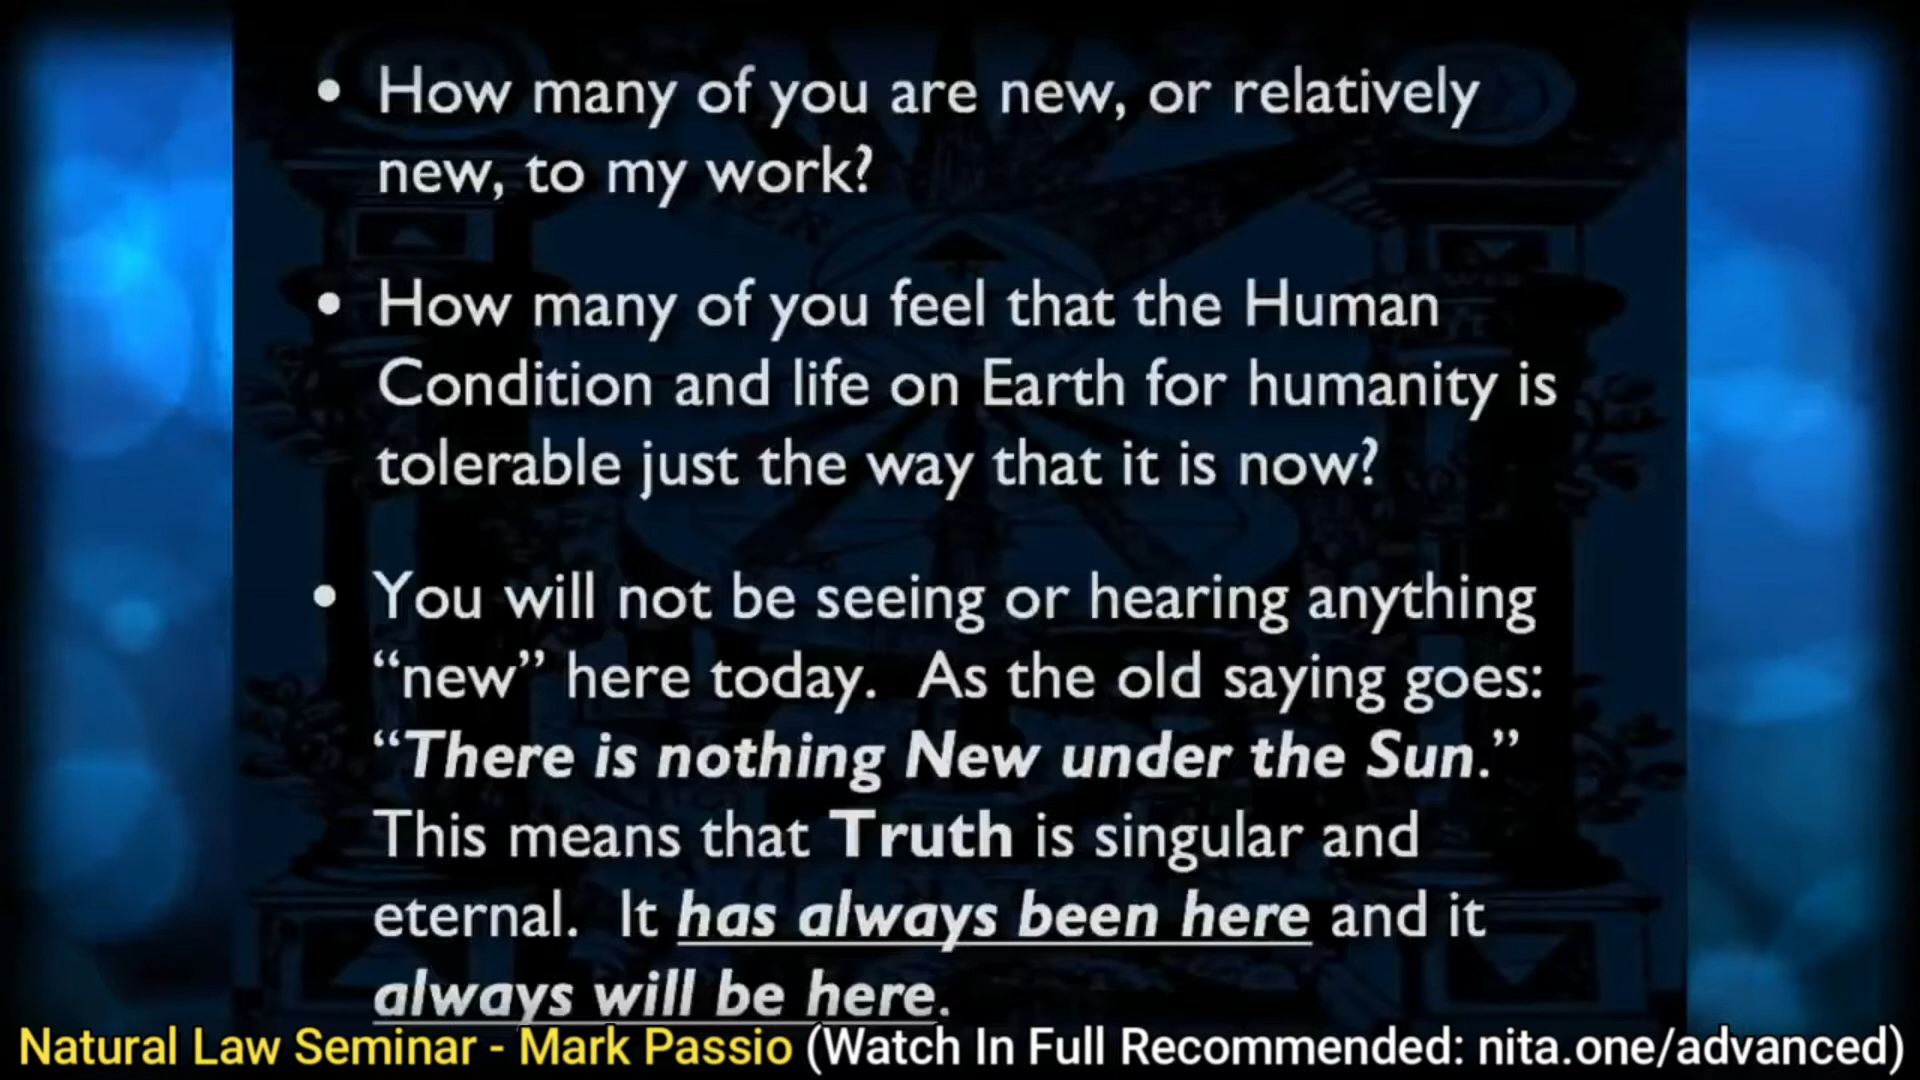 • How many of you are new, or relatively
new, to my work?
• How many of you feel that the Human
Condition and life on Earth for humanity is
tolerable just the way that it is now?
• You will not be seeing or hearing anything
“new” here today. As the old saying goes:
“There is nothing New under the Sun.”
This means that Truth is singular and
eternal. It has always been here and it
always will be here.
Natural Law Seminar - Mark Passio (Watch In Full Recommended: nita.one/advanced)